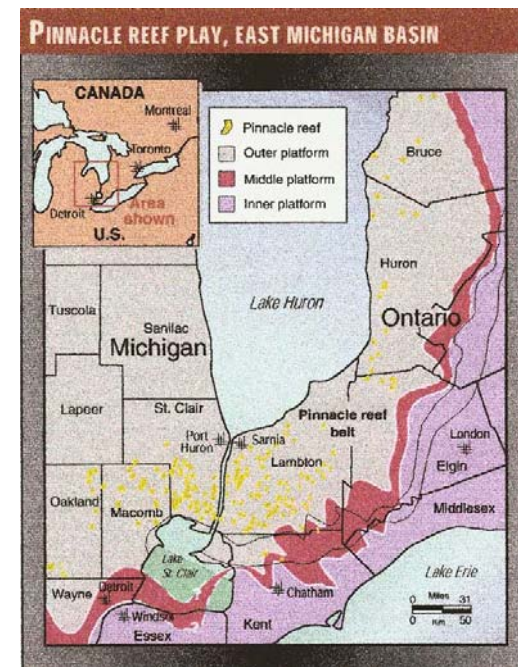 PINNACLE REEF PLAY, EAST MICHIGAN BASIN
CANADA
Montreal
Toronto
Detroit
Area
shown
U.S.
Pinnacle reef
Outer platform
Middle platform
Inner platform
Bruce
Huron
Lake Huron
Ontario
Tuscola
Sanilac
Michigan
Lapeer
St. Clair
Port
Huron
Sarnia
Pinnacle reef
belt
Lambton
London
Elgin
Middlesex
Oakland
Macomb
Lake
St. Clair
Lake Erie
Wayne
Detroit
Windsor
Essex
Chatham
Kent
0 Miles 31
0 Km 50